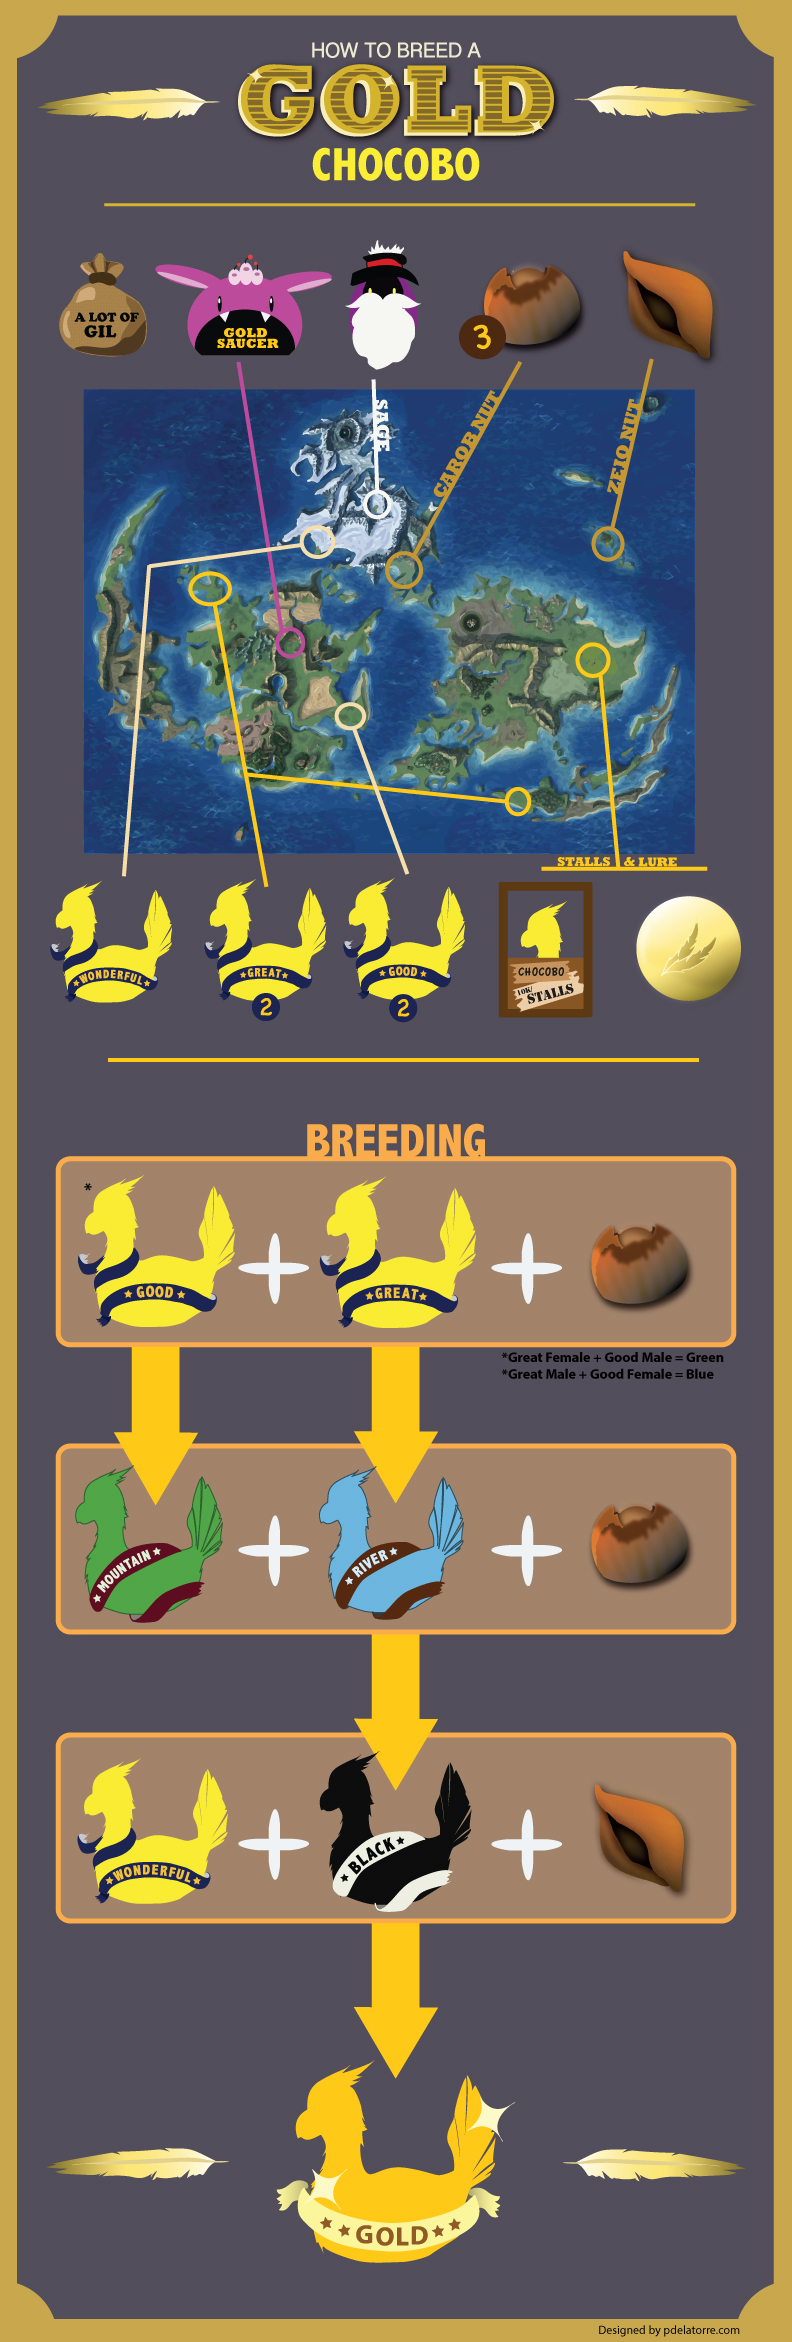 HOW TO BREED A
GOLD
CHOCOBO
A LOT OF
GIL
GOLD
SAUCER
3
SAGE
CAROB NUT
ZEIO NUT
STALLS & LURE
WONDERFUL
GREAT
2
GOOD
2
CHOCOBO
10K/
STALLS
BREEDING
*
GOOD
GREAT
*Great Female + Good Male = Green
*Great Male + Good Female = Blue
MOUNTAIN
RIVER
WONDERFUL
BLACK
GOLD
Designed by pdelatorre.com